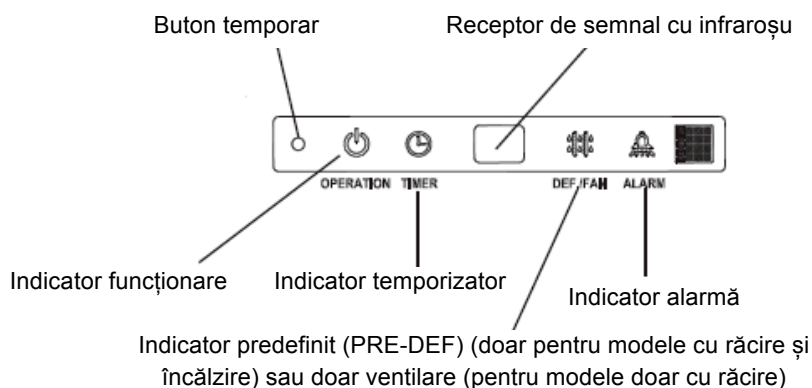 Buton temporar
Receptor de semnal cu infraroșu
OPERATION TIMER
DEF./FAH ALARM
Indicator funcționare
Indicator temporizator
Indicator alarmă
Indicator predefinit (PRE-DEF) (doar pentru modele cu răcire și
încălzire) sau doar ventilare (pentru modele doar cu răcire)